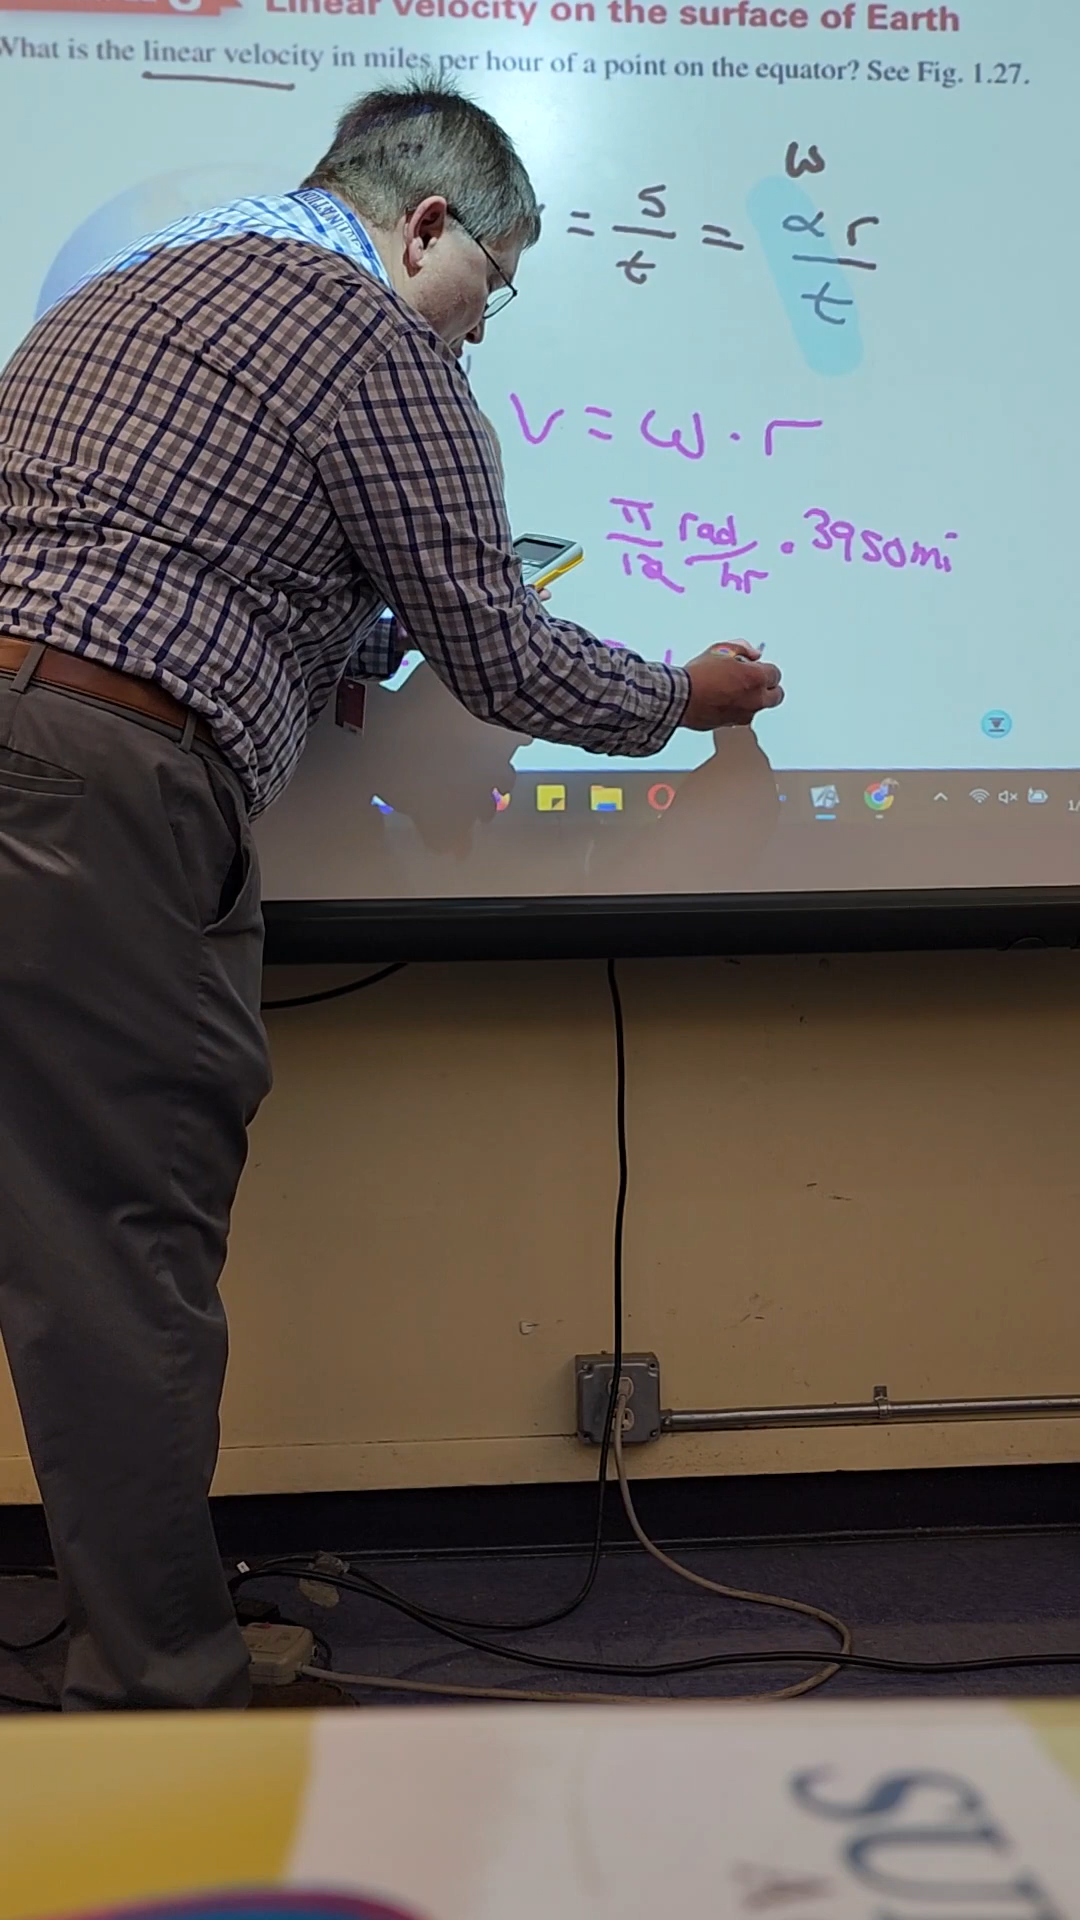 Linear velocity on the surface of Earth
What is the linear velocity in miles per hour of a point on the equator? See Fig. 1.27.
ω
= s/t = αr/t
V = ω · r
π/12 rad/hr · 3950mi
SU